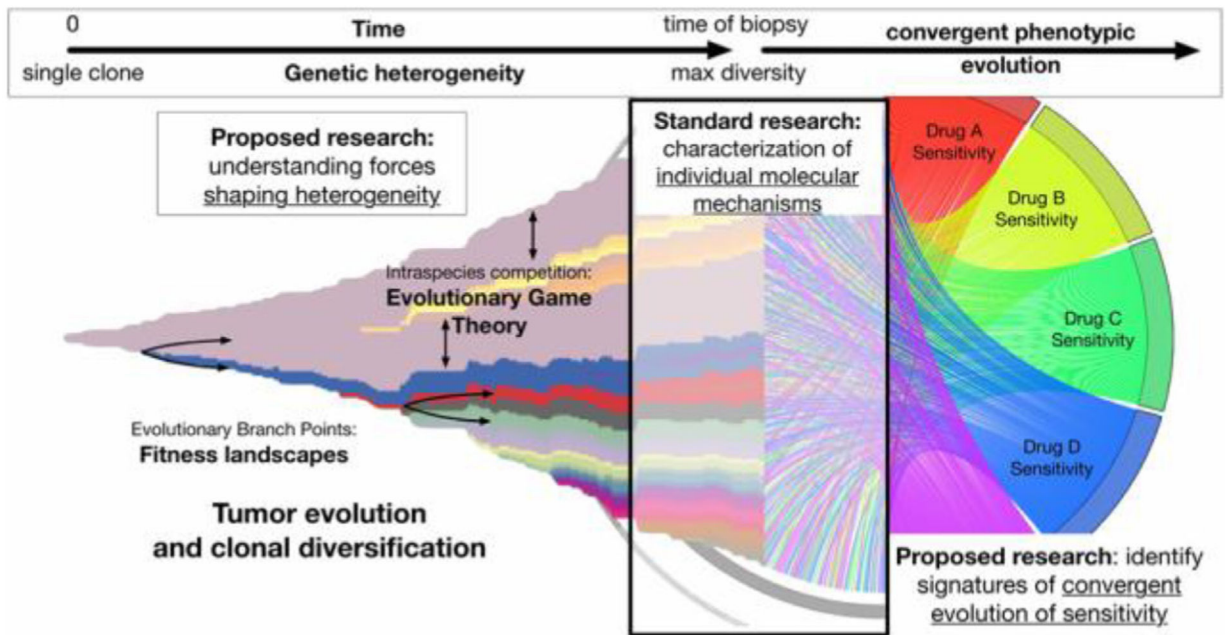 0
Time
time of biopsy
convergent phenotypic
evolution
single clone
Genetic heterogeneity
max diversity
Proposed research:
understanding forces
shaping heterogeneity
Standard research:
characterization of
individual molecular
mechanisms
Drug A
Sensitivity
Drug B
Sensitivity
Intraspecies competition:
Evolutionary Game
Theory
Drug C
Sensitivity
Evolutionary Branch Points:
Fitness landscapes
Drug D
Sensitivity
Tumor evolution
and clonal diversification
Proposed research: identify
signatures of convergent
evolution of sensitivity